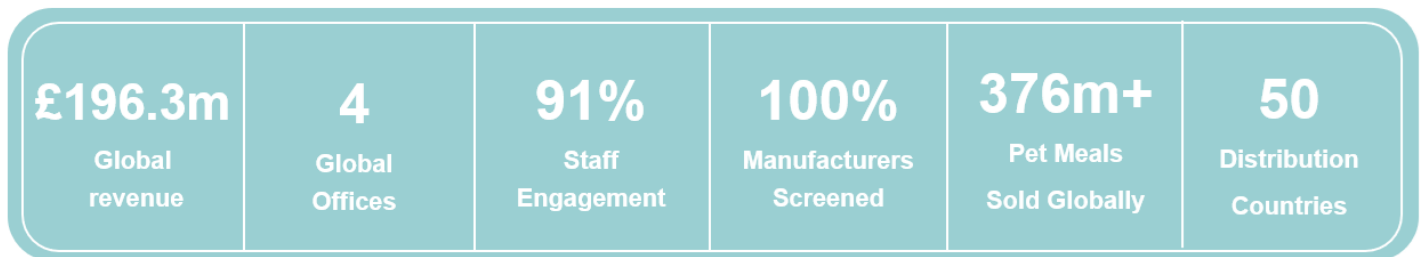 £196.3m
Global
revenue
4
Global
Offices
91%
Staff
Engagement
100%
Manufacturers
Screened
376m+
Pet Meals
Sold Globally
50
Distribution
Countries